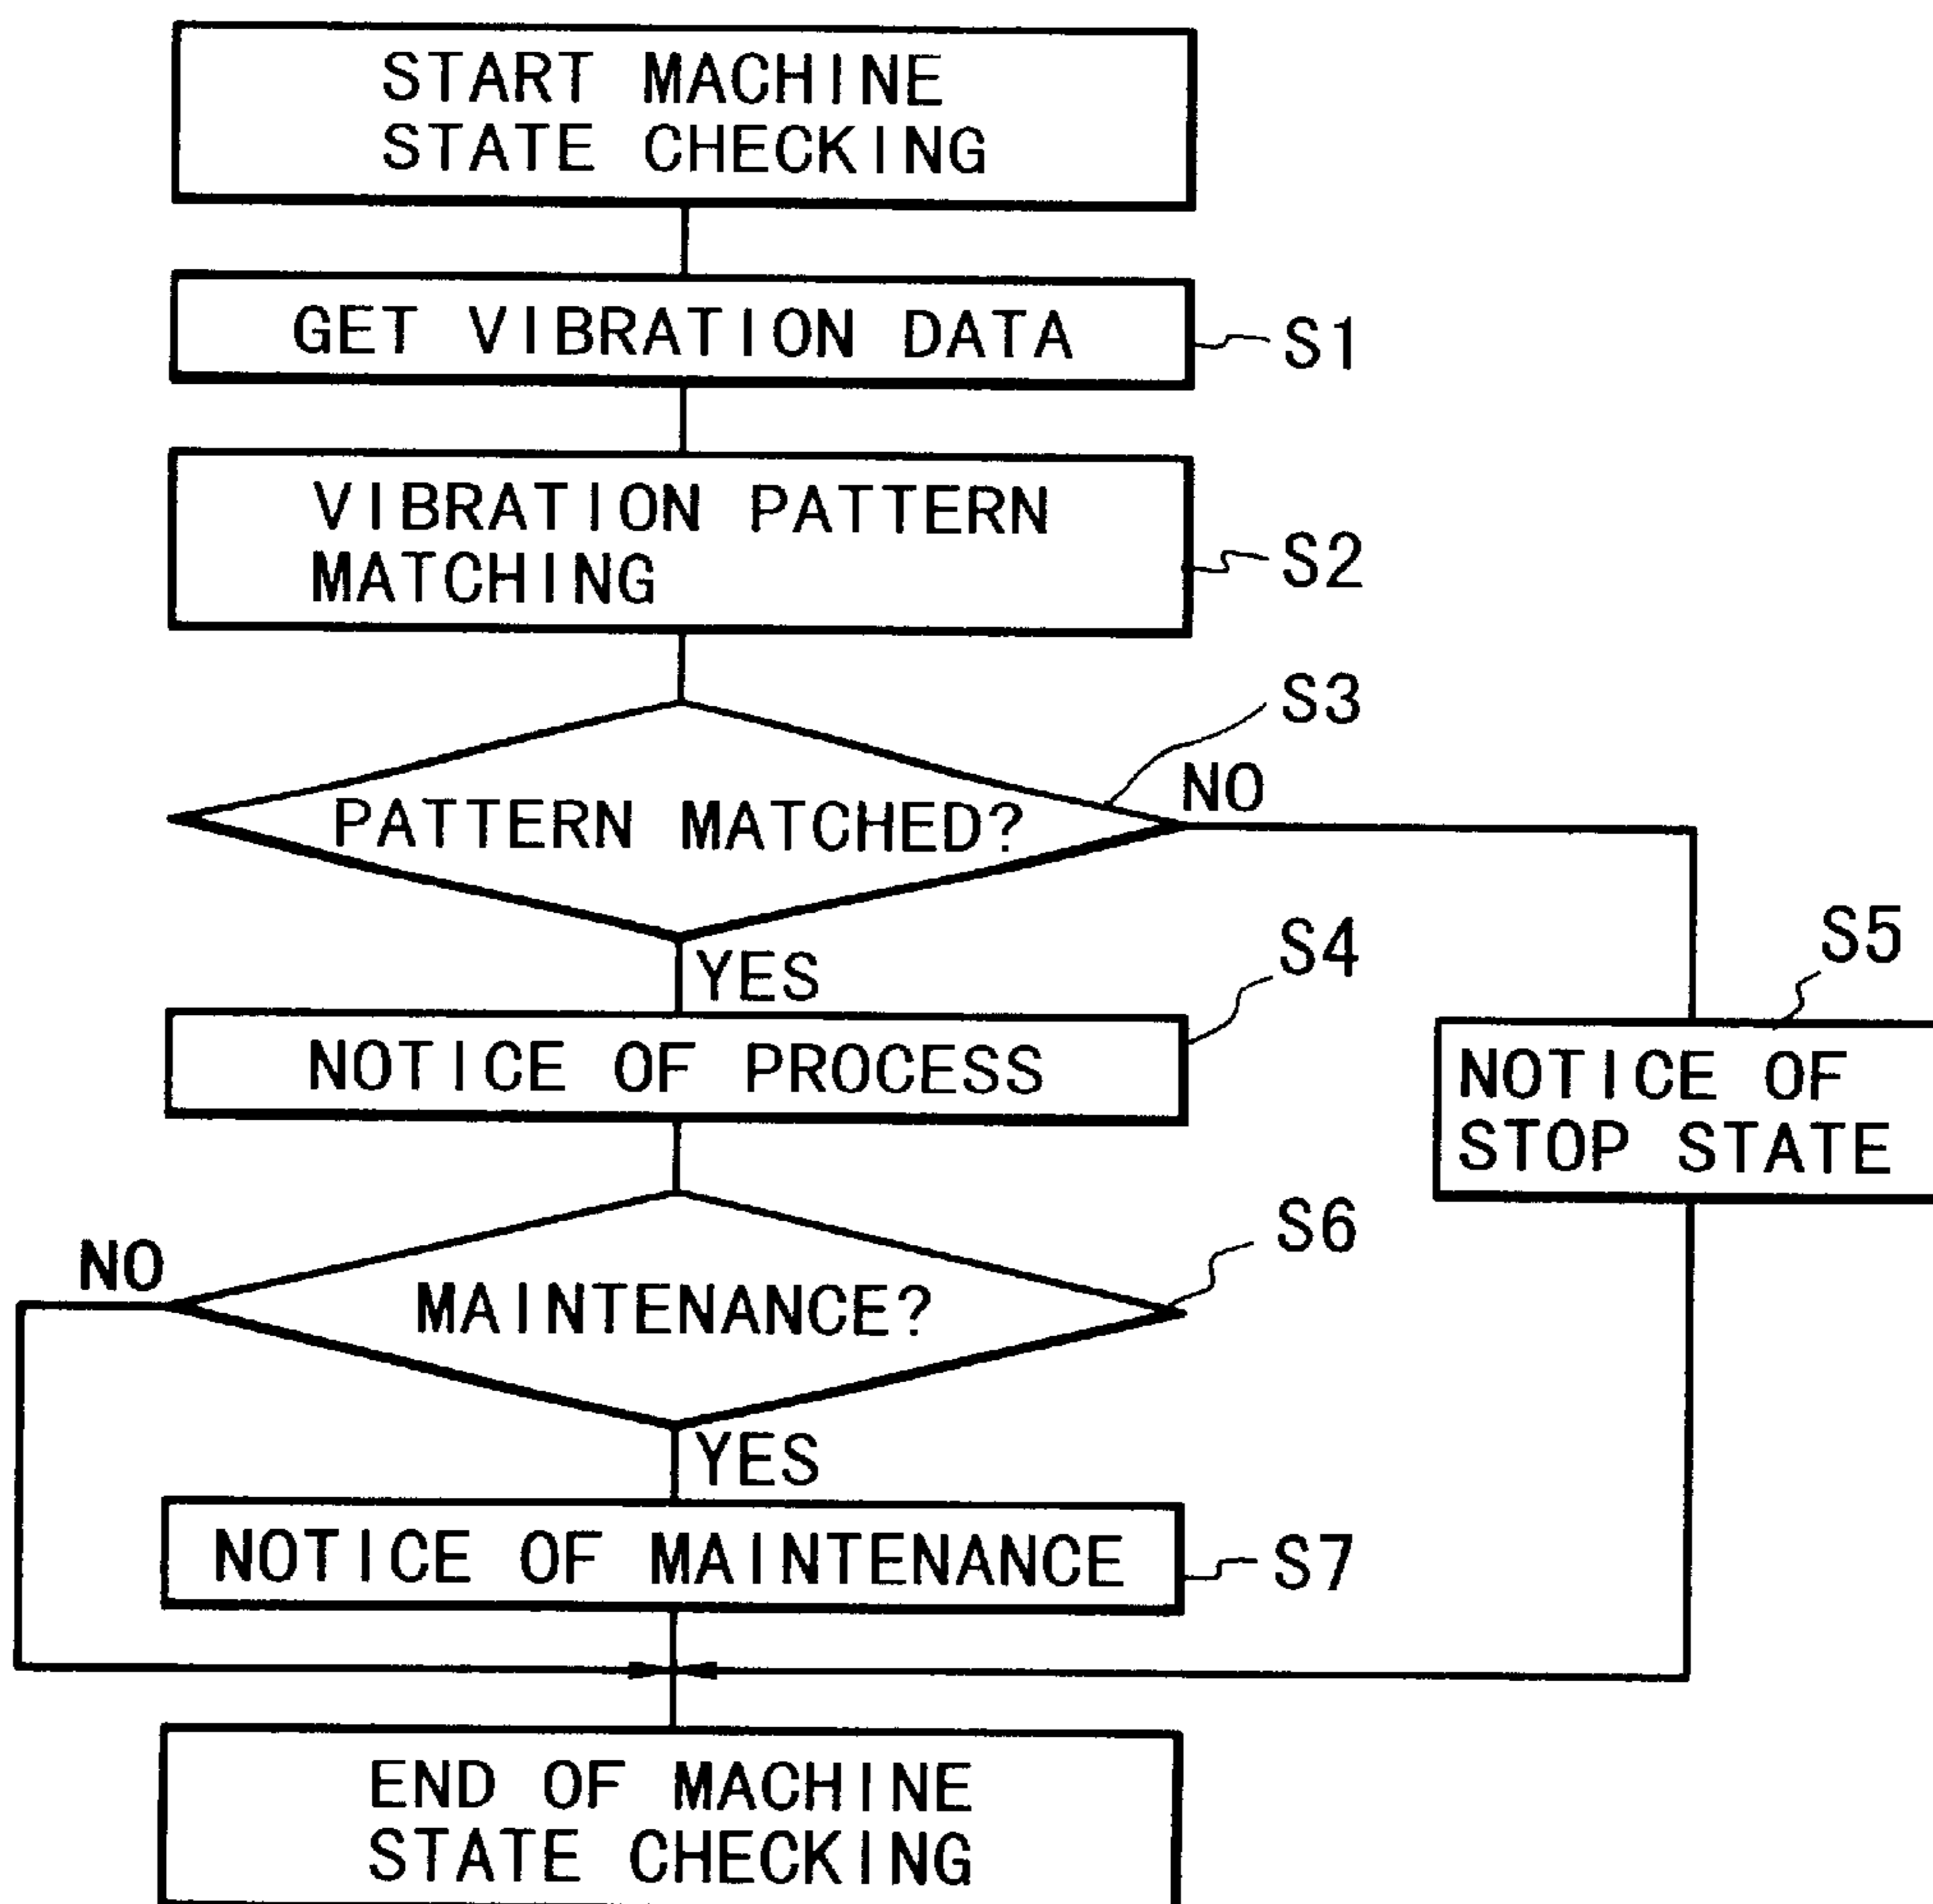 START MACHINE
STATE CHECKING
GET VIBRATION DATA
S1
VIBRATION PATTERN
MATCHING
S2
S3
PATTERN MATCHED?
NO
YES
S4
NOTICE OF PROCESS
S5
NOTICE OF
STOP STATE
S6
NO
MAINTENANCE?
YES
NOTICE OF MAINTENANCE
S7
END OF MACHINE
STATE CHECKING